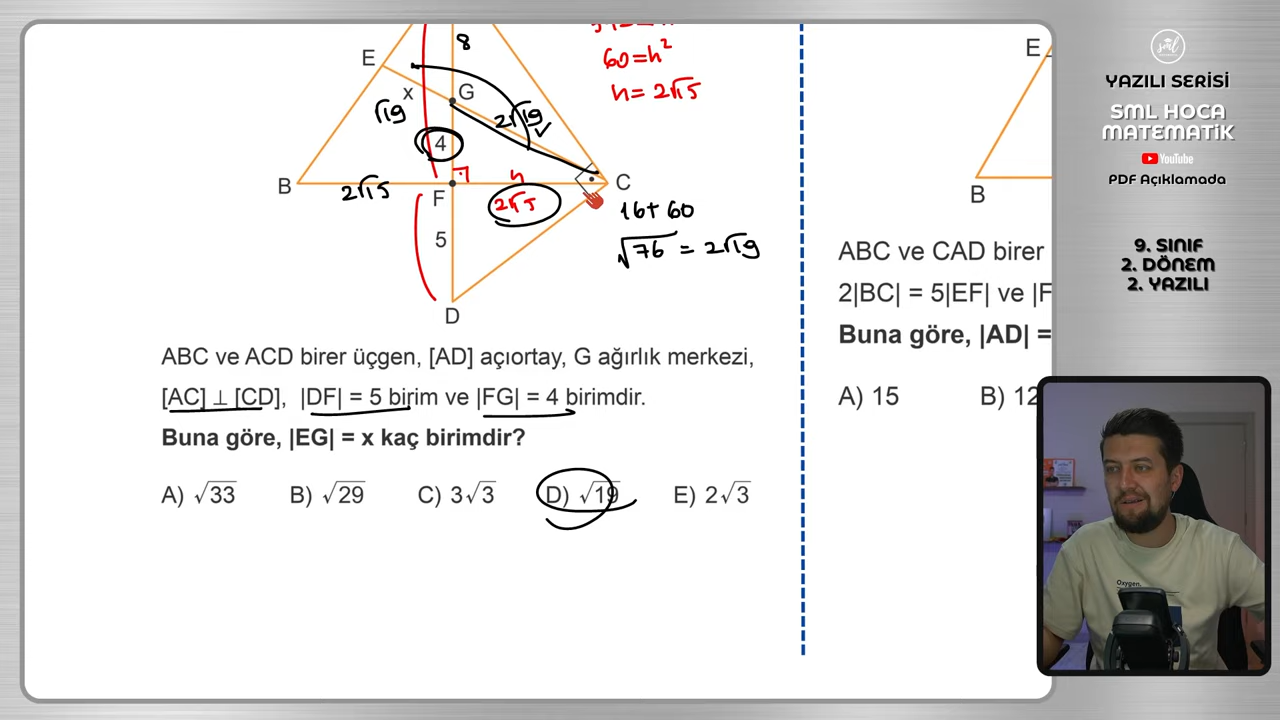 8
60=h²
h=2√15
E
x
G
√19
2√19
4
B
2√15
F
h
2√15
C
16+60
√76 = 2√19
5
D
ABC ve ACD birer üçgen, [AD] açıortay, G ağırlık merkezi,
[AC] ⊥ [CD], |DF| = 5 birim ve |FG| = 4 birimdir.
Buna göre, |EG| = x kaç birimdir?
A) √33 B) √29 C) 3√3 D) √19 E) 2√3
E
B
ABC ve CAD birer
2|BC| = 5|EF| ve |F
Buna göre, |AD| =
A) 15 B) 12
sml
YAZILI SERİSİ
SML HOCA
MATEMATİK
YouTube
PDF Açıklamada
9. SINIF
2. DÖNEM
2. YAZILI
Oxygen.